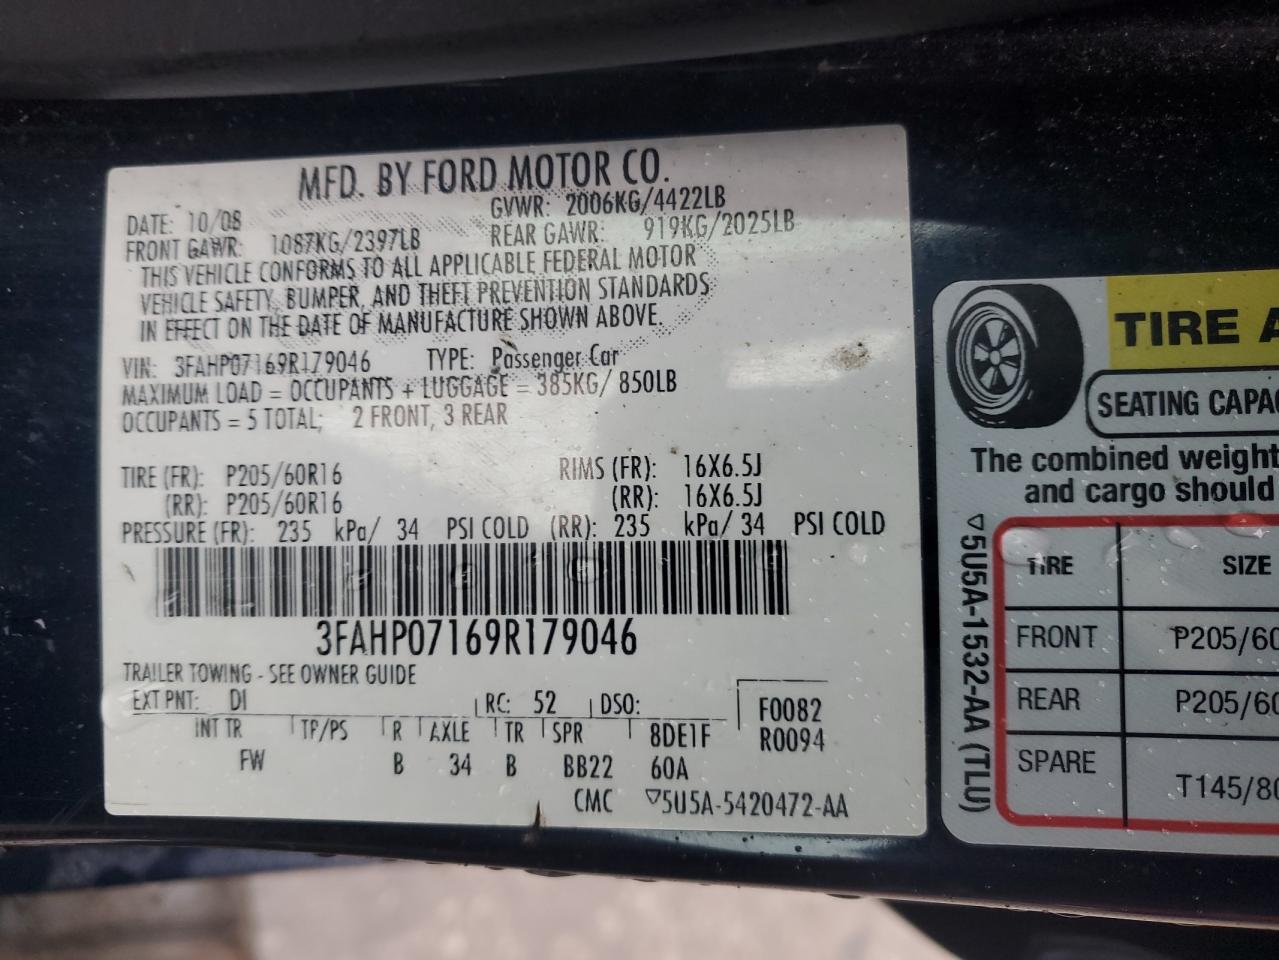 MFD. BY FORD MOTOR CO.
DATE: 10/08 GVWR: 2006KG/4422LB
FRONT GAWR: 1087KG/2397LB REAR GAWR: 919KG/2025LB
THIS VEHICLE CONFORMS TO ALL APPLICABLE FEDERAL MOTOR
VEHICLE SAFETY, BUMPER, AND THEFT PREVENTION STANDARDS
IN EFFECT ON THE DATE OF MANUFACTURE SHOWN ABOVE.
VIN: 3FAHP07169R179046 TYPE: Passenger Car
MAXIMUM LOAD = OCCUPANTS + LUGGAGE = 385KG/ 850LB
OCCUPANTS = 5 TOTAL; 2 FRONT, 3 REAR
TIRE (FR): P205/60R16 RIMS (FR): 16X6.5J
(RR): P205/60R16 (RR): 16X6.5J
PRESSURE (FR): 235 kPa/ 34 PSI COLD (RR): 235 kPa/ 34 PSI COLD
3FAHP07169R179046
TRAILER TOWING - SEE OWNER GUIDE
EXT PNT: DI RC: 52 DSO: F0082
INT TR TP/PS R AXLE TR SPR 8DE1F R0094
FW B 34 B BB22 60A
CMC ▽5U5A-5420472-AA
TIRE A
SEATING CAPA
The combined weight
and cargo should
TIRE SIZE
FRONT P205/60
REAR P205/60
SPARE T145/80
▽5U5A-1532-AA (TLU)